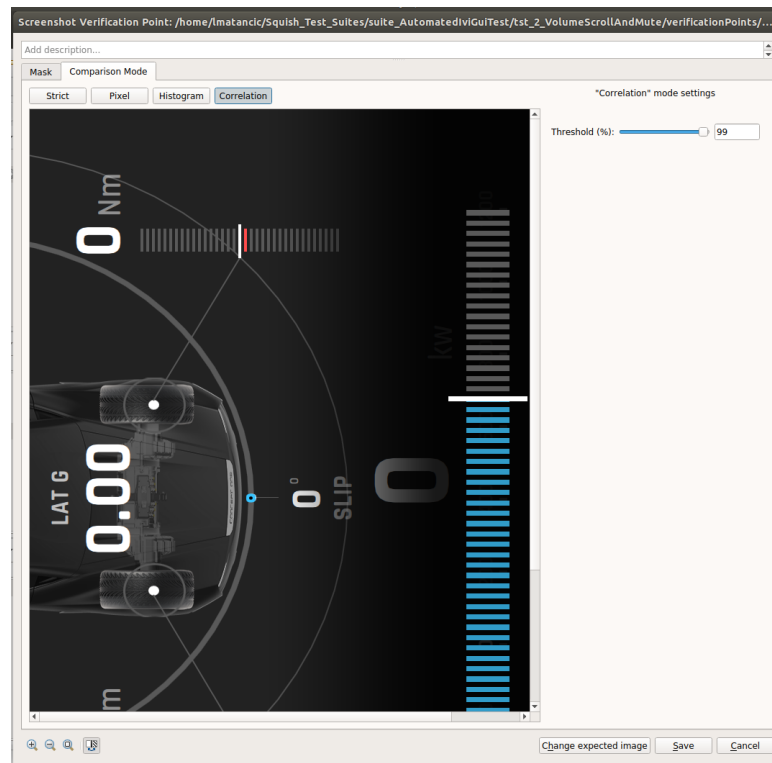 Screenshot Verification Point: /home/lmatancic/Squish_Test_Suites/suite_AutomatediviGuiTest/tst_2_VolumeScrollAndMute/verificationPoints/...
Add description...
Mask Comparison Mode
Strict Pixel Histogram Correlation
"Correlation" mode settings
Threshold (%): 99
0 Nm
kw
LAT G
0.00
0°
SLIP
0
m
Change expected image Save Cancel